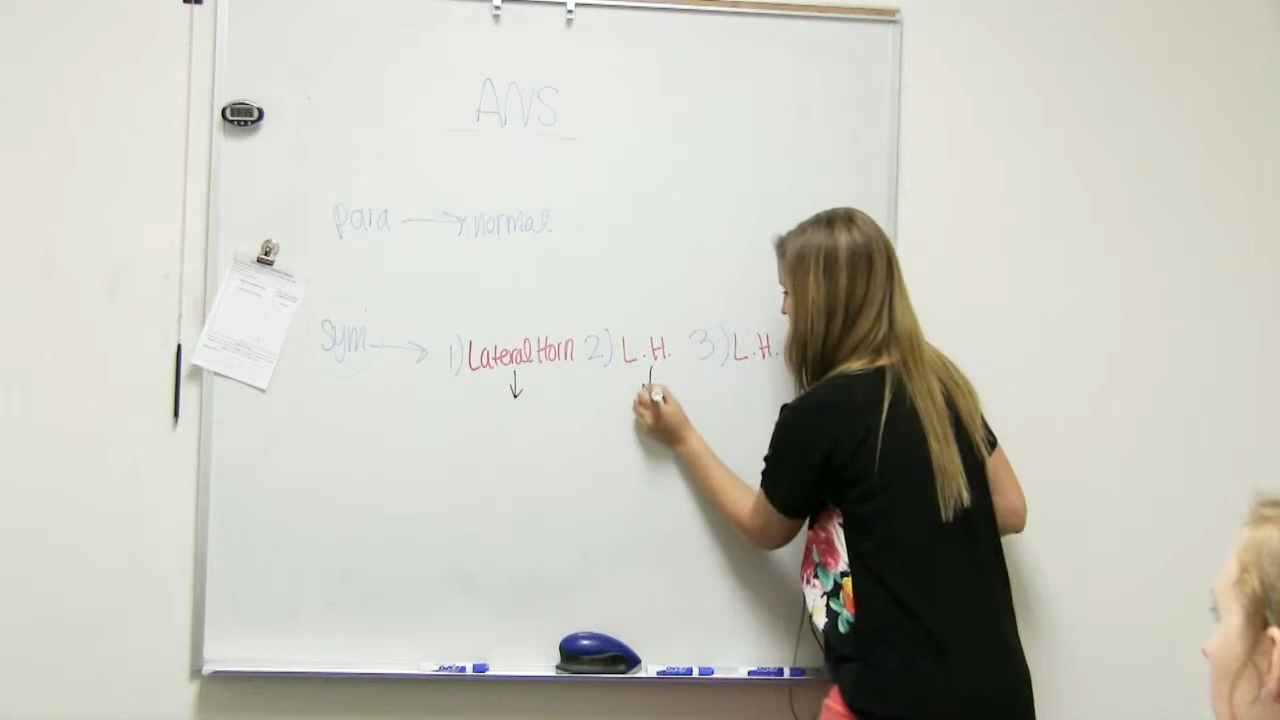 ANS
para → normal
Sym → 1) Lateral Horn 2) L.H. 3) L.H.